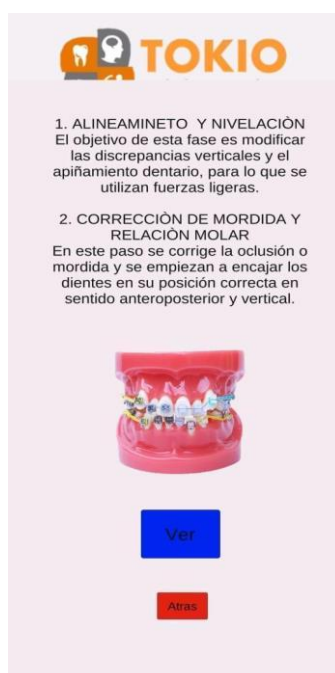 TOKIO
1. ALINEAMINETO Y NIVELACIÒN
El objetivo de esta fase es modificar
las discrepancias verticales y el
apiñamiento dentario, para lo que se
utilizan fuerzas ligeras.
2. CORRECCIÒN DE MORDIDA Y
RELACIÒN MOLAR
En este paso se corrige la oclusión o
mordida y se empiezan a encajar los
dientes en su posición correcta en
sentido anteroposterior y vertical.
Ver
Atras